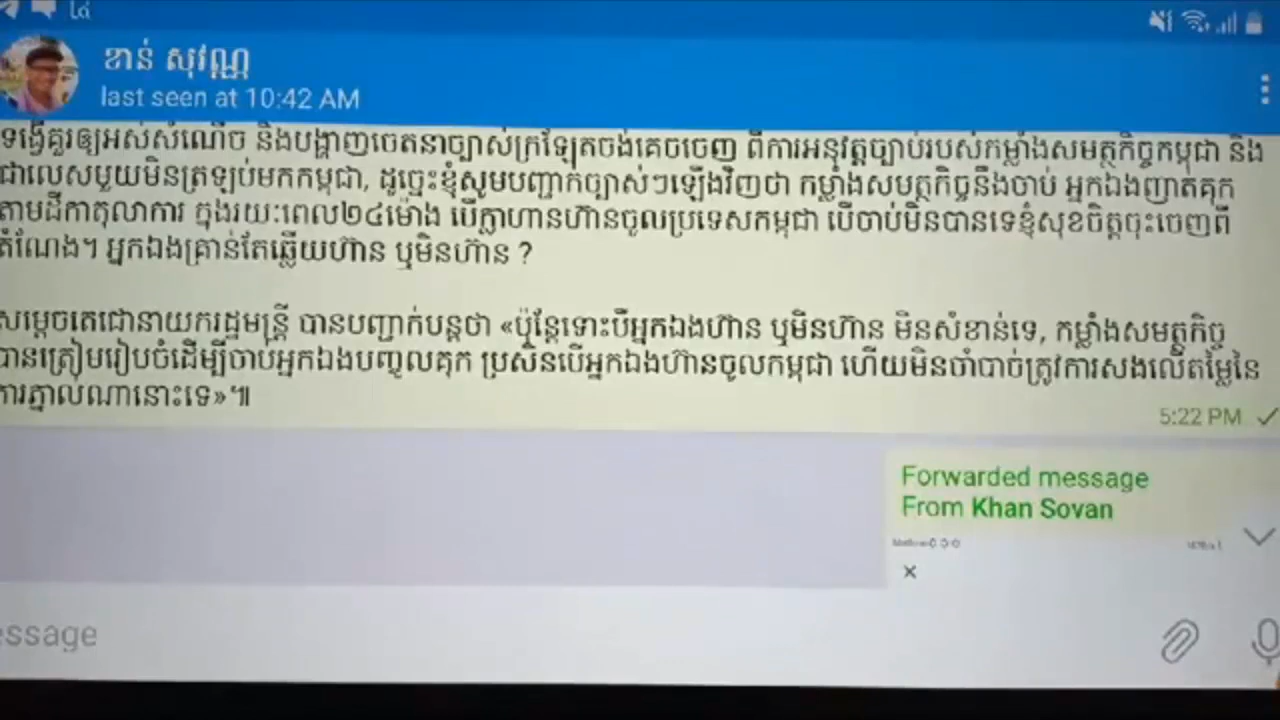 ខាន់ សុវណ្ណ
last seen at 10:42 AM
ទង្វើគួរឲ្យអស់សំណើច និងបង្ហាញចេតនាច្បាស់ក្រឡែតចង់គេចចេញ ពីការអនុវត្តច្បាប់របស់កម្លាំងសមត្ថកិច្ចកម្ពុជា និង
ជាលេសមួយមិនត្រឡប់មកកម្ពុជា, ដូច្នេះខ្ញុំសូមបញ្ជាក់ច្បាស់ៗឡើងវិញថា កម្លាំងសមត្ថកិច្ចនឹងចាប់ អ្នកឯងញាត់គុក
តាមដីកាតុលាការ ក្នុងរយៈពេល២៤ម៉ោង បើក្លាហានហ៊ានចូលប្រទេសកម្ពុជា បើចាប់មិនបានទេខ្ញុំសុខចិត្តចុះចេញពី
តំណែង។ អ្នកឯងគ្រាន់តែឆ្លើយហ៊ាន ឬមិនហ៊ាន ?
សម្តេចតេជោនាយករដ្ឋមន្ត្រី បានបញ្ជាក់បន្តថា «ប៉ុន្តែទោះបីអ្នកឯងហ៊ាន ឬមិនហ៊ាន មិនសំខាន់ទេ, កម្លាំងសមត្ថកិច្ច
បានត្រៀមរៀបចំដើម្បីចាប់អ្នកឯងបញ្ចូលគុក ប្រសិនបើអ្នកឯងហ៊ានចូលកម្ពុជា ហើយមិនចាំបាច់ត្រូវការសងលើតម្លៃនៃ
ការភ្នាល់ណានោះទេ»៕
5:22 PM
Forwarded message
From Khan Sovan
essage